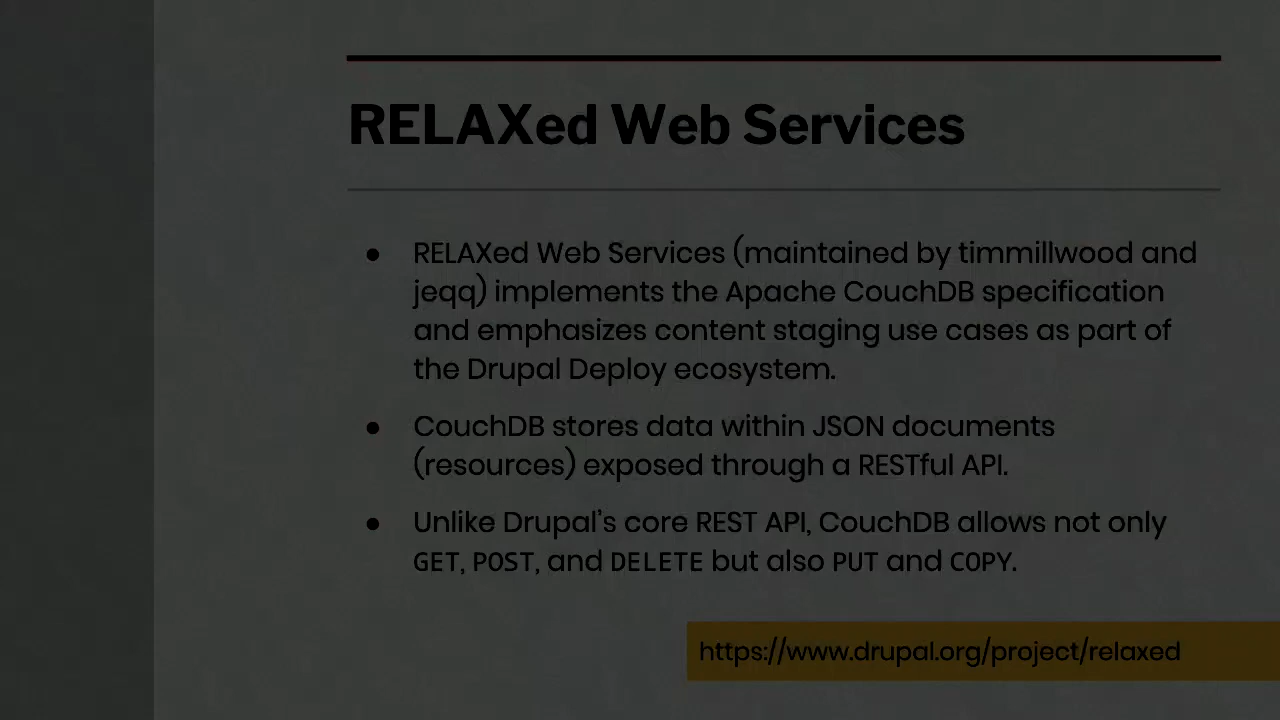 RELAXed Web Services
● RELAXed Web Services (maintained by timmillwood and
jeqq) implements the Apache CouchDB specification
and emphasizes content staging use cases as part of
the Drupal Deploy ecosystem.
● CouchDB stores data within JSON documents
(resources) exposed through a RESTful API.
● Unlike Drupal's core REST API, CouchDB allows not only
GET, POST, and DELETE but also PUT and COPY.
https://www.drupal.org/project/relaxed